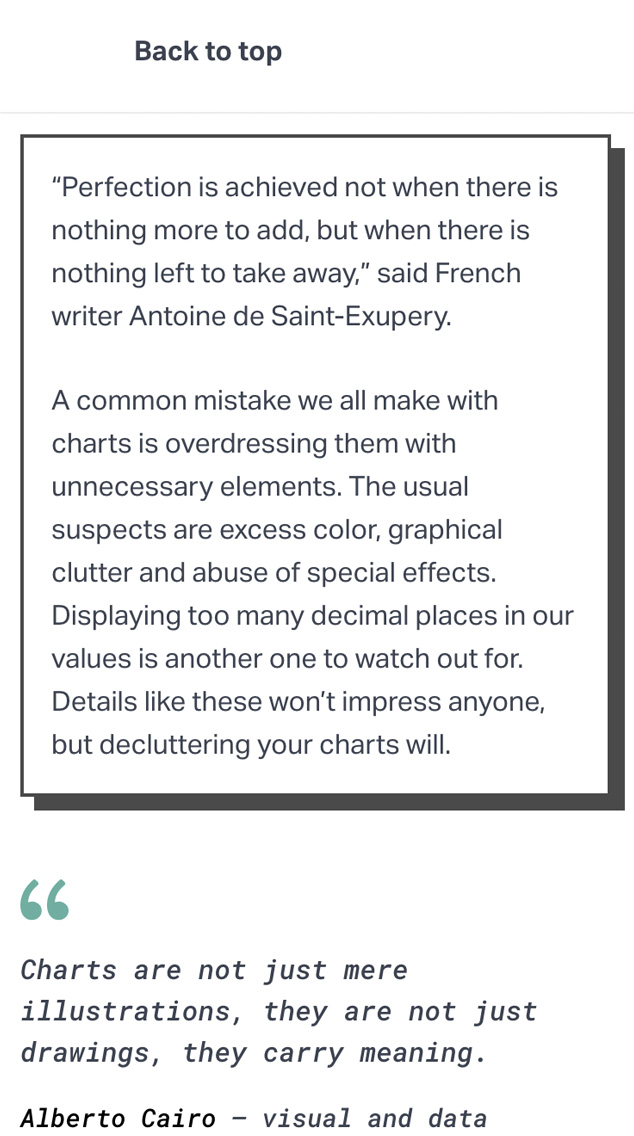 Back to top
“Perfection is achieved not when there is
nothing more to add, but when there is
nothing left to take away,” said French
writer Antoine de Saint-Exupery.
A common mistake we all make with
charts is overdressing them with
unnecessary elements. The usual
suspects are excess color, graphical
clutter and abuse of special effects.
Displaying too many decimal places in our
values is another one to watch out for.
Details like these won’t impress anyone,
but decluttering your charts will.
“
Charts are not just mere
illustrations, they are not just
drawings, they carry meaning.
Alberto Cairo – visual and data